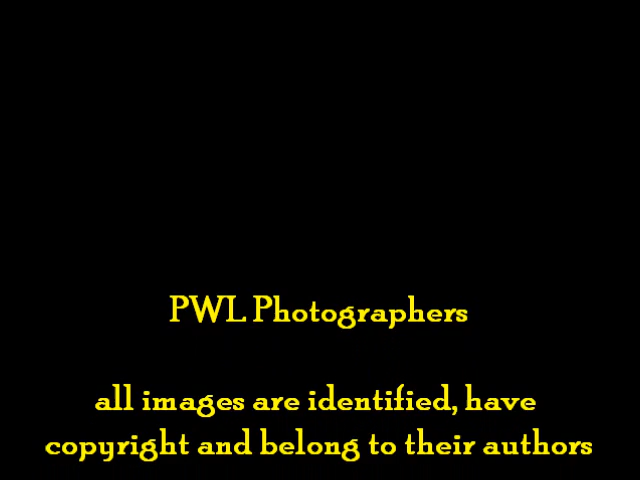 PWL Photographers
all images are identified, have
copyright and belong to their authors